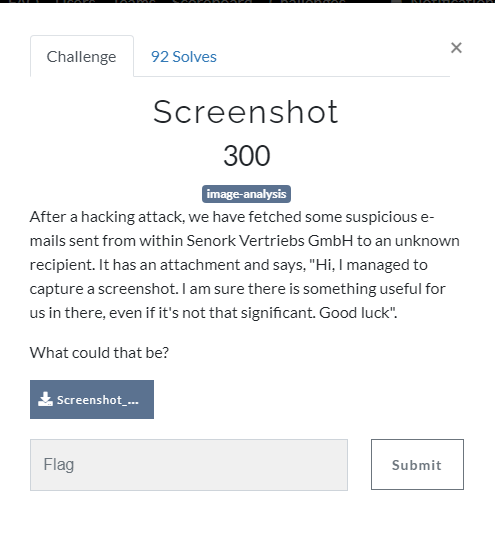 Challenge
92 Solves
×
Screenshot
300
image-analysis
After a hacking attack, we have fetched some suspicious e-
mails sent from within Senork Vertriebs GmbH to an unknown
recipient. It has an attachment and says, "Hi, I managed to
capture a screenshot. I am sure there is something useful for
us in there, even if it's not that significant. Good luck".
What could that be?
Screenshot_...
Flag
Submit